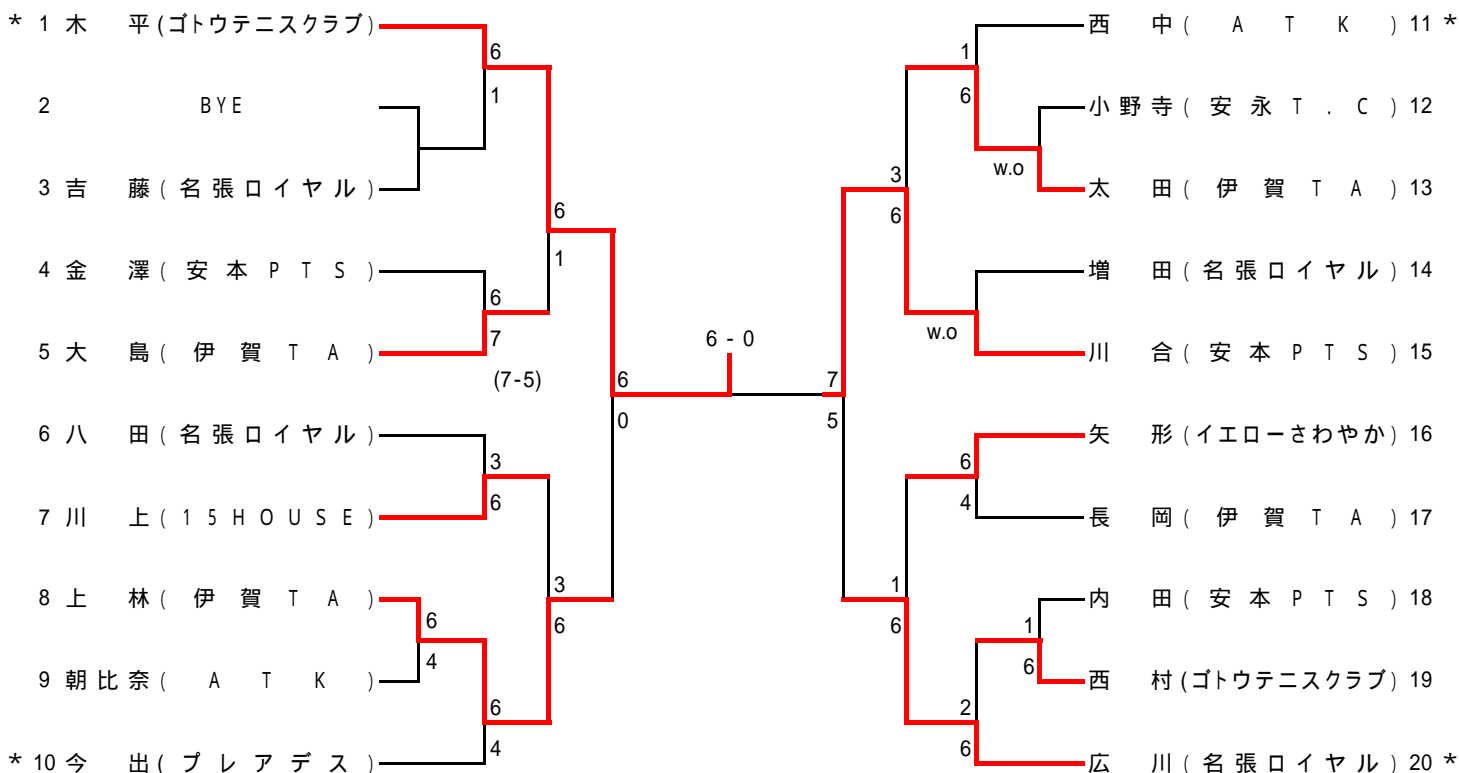 * 1 木 平(ゴトウテニスクラブ)
6
1
2 BYE
3 吉 藤(名張ロイヤル)
6
1
4 金 澤(安本PTS)
6
7
5 大 島(伊賀TA)
(7-5)
6
0
6 八 田(名張ロイヤル)
3
6
7 川 上(15HOUSE)
3
6
8 上 林(伊賀TA)
6
4
9 朝比奈(ATK)
6
4
* 10 今 出(プレアデス)
6-0
西 中(ATK) 11 *
1
6
小野寺(安永T.C) 12
w.o
太 田(伊賀TA) 13
3
6
増 田(名張ロイヤル) 14
w.o
川 合(安本PTS) 15
7
5
矢 形(イエローさわやか) 16
6
4
長 岡(伊賀TA) 17
1
6
内 田(安本PTS) 18
1
6
西 村(ゴトウテニスクラブ) 19
2
6
広 川(名張ロイヤル) 20 *